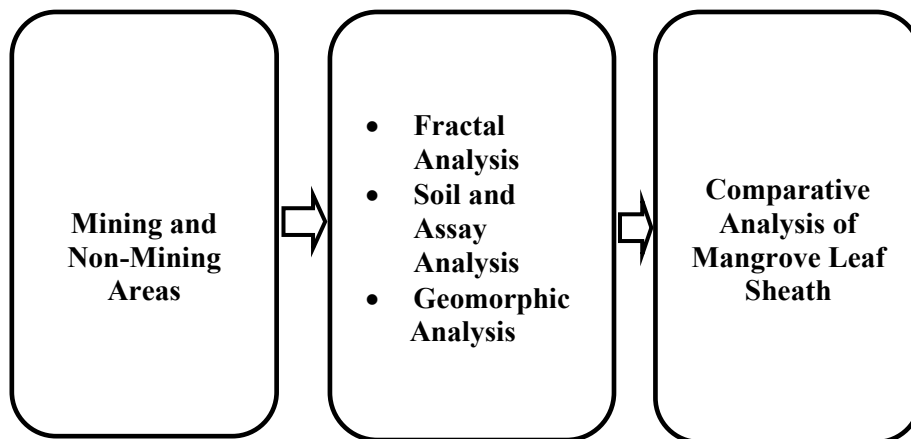 Mining and
Non-Mining
Areas
• Fractal
Analysis
• Soil and
Assay
Analysis
• Geomorphic
Analysis
Comparative
Analysis of
Mangrove Leaf
Sheath